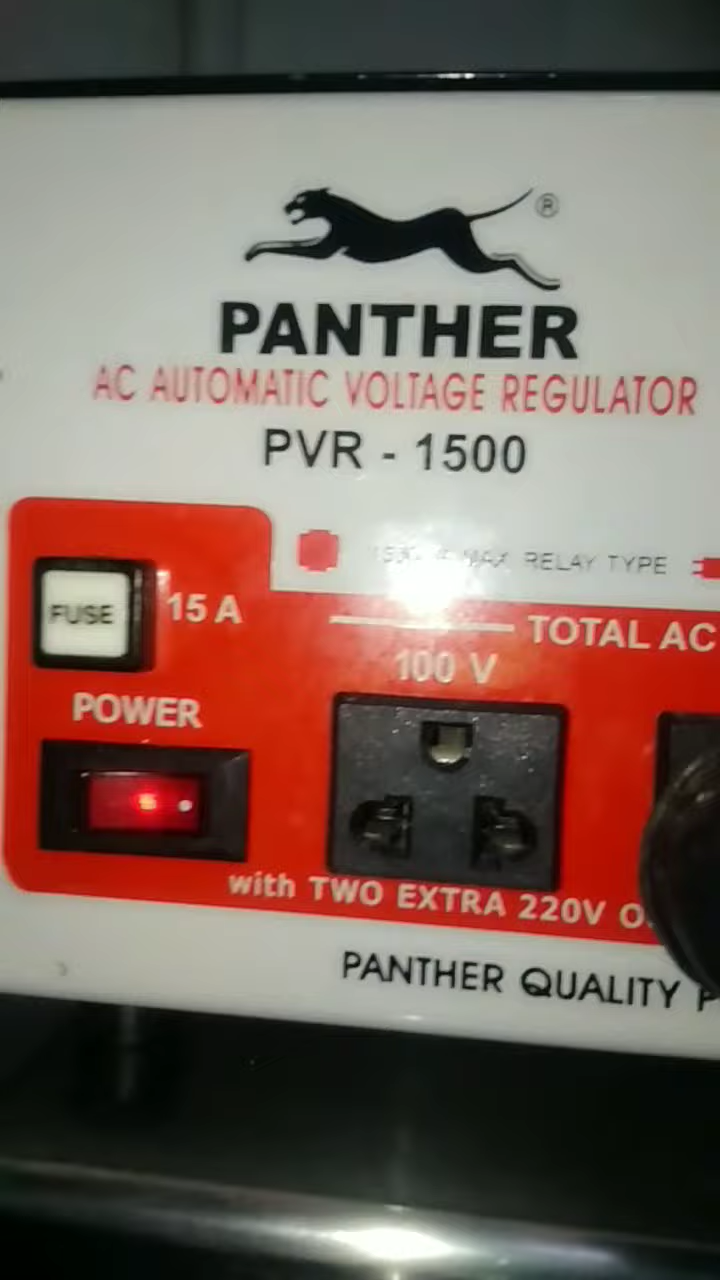 ®
PANTHER
AC AUTOMATIC VOLTAGE REGULATOR
PVR - 1500
MAX RELAY TYPE
FUSE
15 A
TOTAL AC
100 V
POWER
with TWO EXTRA 220V
PANTHER QUALITY